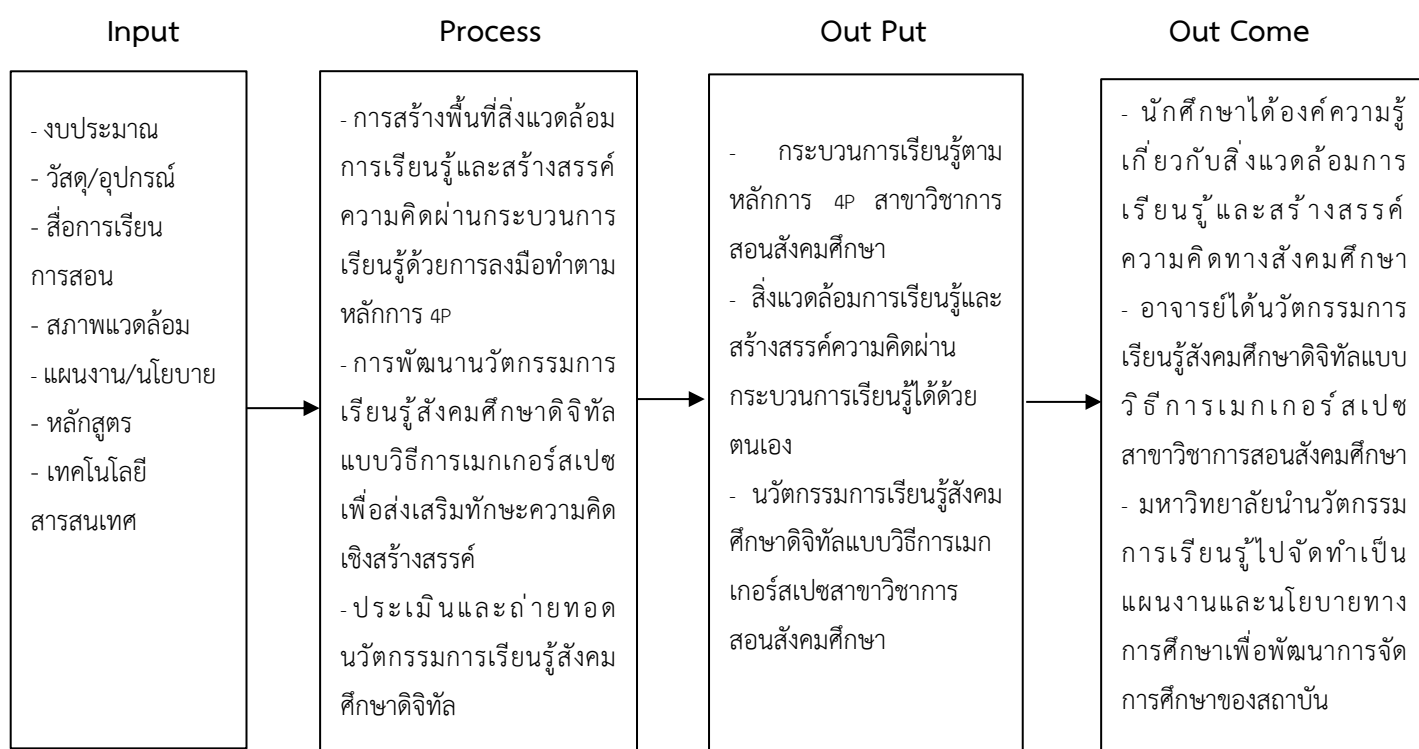 Input
Process
Out Put
Out Come
- งบประมาณ
- วัสดุ/อุปกรณ์
- สื่อการเรียน
การสอน
- สภาพแวดล้อม
- แผนงาน/นโยบาย
- หลักสูตร
- เทคโนโลยี
สารสนเทศ
- การสร้างพื้นที่สิ่งแวดล้อม
การเรียนรู้และสร้างสรรค์
ความคิดผ่านกระบวนการ
เรียนรู้ด้วยการลงมือทำตาม
หลักการ 4P
- การพัฒนานวัตกรรมการ
เรียนรู้สังคมศึกษาดิจิทัล
แบบวิธีการเมกเกอร์สเปซ
เพื่อส่งเสริมทักษะความคิด
เชิงสร้างสรรค์
- ประเมินและถ่ายทอด
นวัตกรรมการเรียนรู้สังคม
ศึกษาดิจิทัล
- กระบวนการเรียนรู้ตาม
หลักการ 4P สาขาวิชาการ
สอนสังคมศึกษา
- สิ่งแวดล้อมการเรียนรู้และ
สร้างสรรค์ความคิดผ่าน
กระบวนการเรียนรู้ได้ด้วย
ตนเอง
- นวัตกรรมการเรียนรู้สังคม
ศึกษาดิจิทัลแบบวิธีการเมก
เกอร์สเปซสาขาวิชาการ
สอนสังคมศึกษา
- นักศึกษาได้องค์ความรู้
เกี่ยวกับสิ่งแวดล้อมการ
เรียนรู้และสร้างสรรค์
ความคิดทางสังคมศึกษา
- อาจารย์ได้นวัตกรรมการ
เรียนรู้สังคมศึกษาดิจิทัลแบบ
วิธีการเมกเกอร์สเปซ
สาขาวิชาการสอนสังคมศึกษา
- มหาวิทยาลัยนำนวัตกรรม
การเรียนรู้ไปจัดทำเป็น
แผนงานและนโยบายทาง
การศึกษาเพื่อพัฒนาการจัด
การศึกษาของสถาบัน